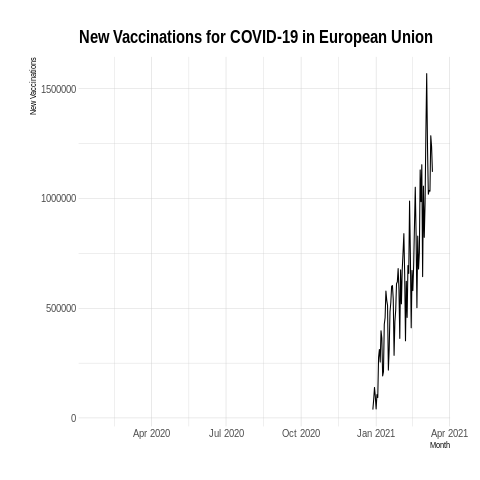 New Vaccinations for COVID-19 in European Union
New Vaccinations
1500000
1000000
500000
0
Apr 2020 Jul 2020 Oct 2020 Jan 2021 Apr 2021
Month